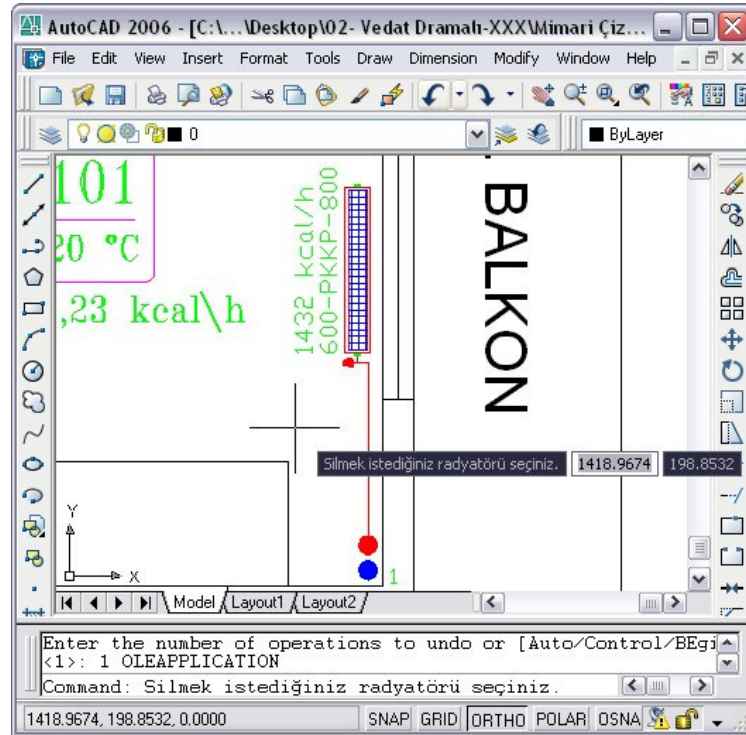 AutoCAD 2006 - [C:\...\Desktop\02- Vedat Dramalı-XXX\Mimari Çiz...
File Edit View Insert Format Tools Draw Dimension Modify Window Help
0
ByLayer
101
20 °C
,23 kcal\h
1432 kcal/h
600-PKKP-800
BALKON
Silmek istediğiniz radyatörü seçiniz. 1418.9674 198.8532
Y
X
1
Model Layout1 Layout2
Enter the number of operations to undo or [Auto/Control/BEgi
<1>: 1 OLEAPPLICATION
Command: Silmek istediğiniz radyatörü seçiniz.
1418.9674, 198.8532, 0.0000 SNAP GRID ORTHO POLAR OSNA